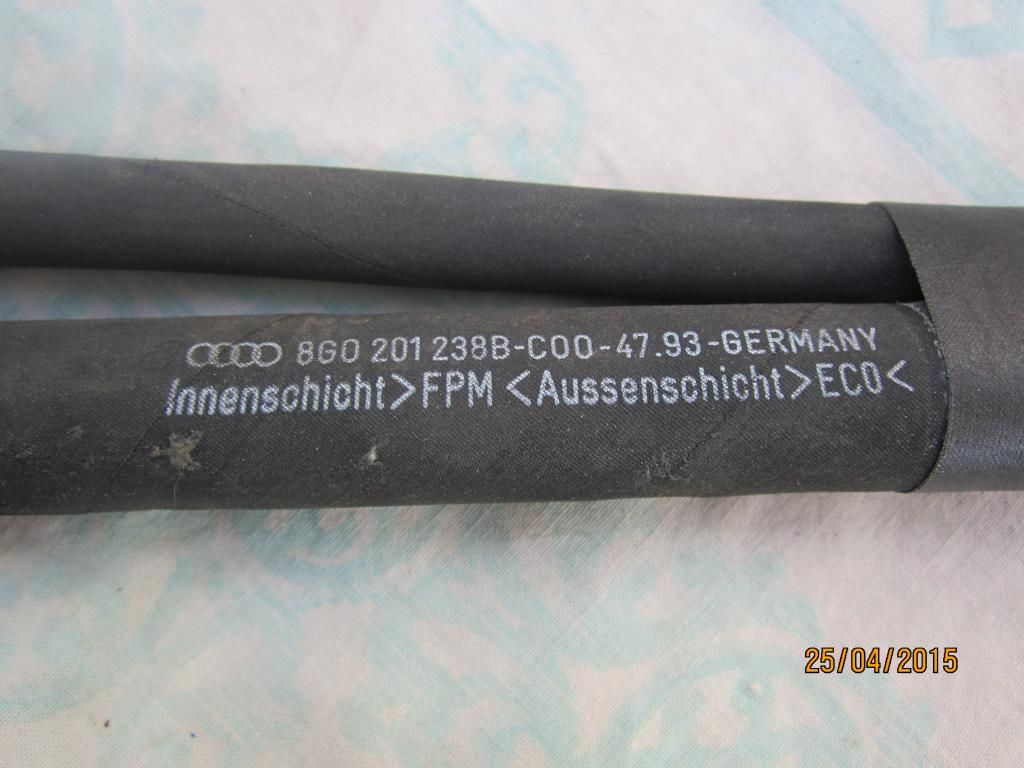 8G0 201 238B-C00-47.93-GERMANY
Innenschicht>FPM <Aussenschicht>ECO<
25/04/2015